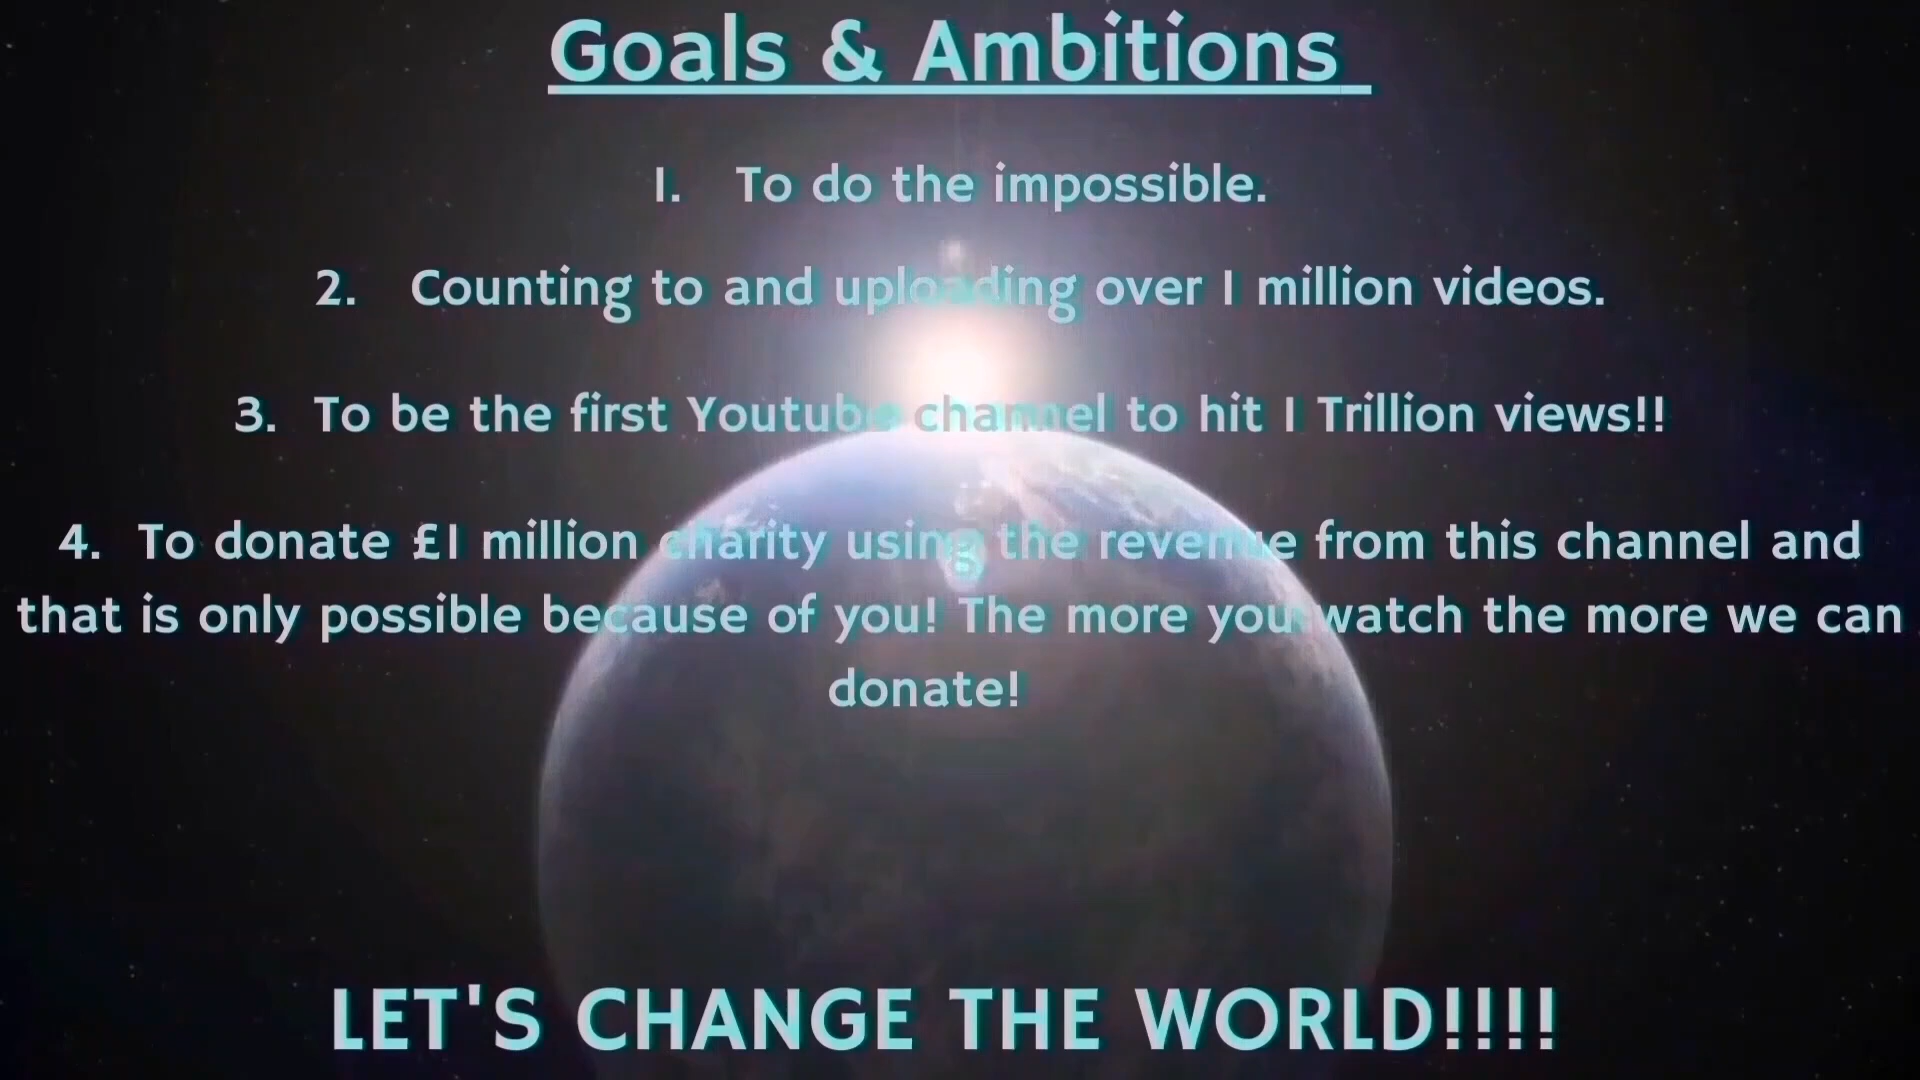 Goals & Ambitions
1. To do the impossible.
2. Counting to and uploading over 1 million videos.
3. To be the first Youtube channel to hit 1 Trillion views!!
4. To donate £1 million charity using the revenue from this channel and
that is only possible because of you! The more you watch the more we can
donate!
LET'S CHANGE THE WORLD!!!!